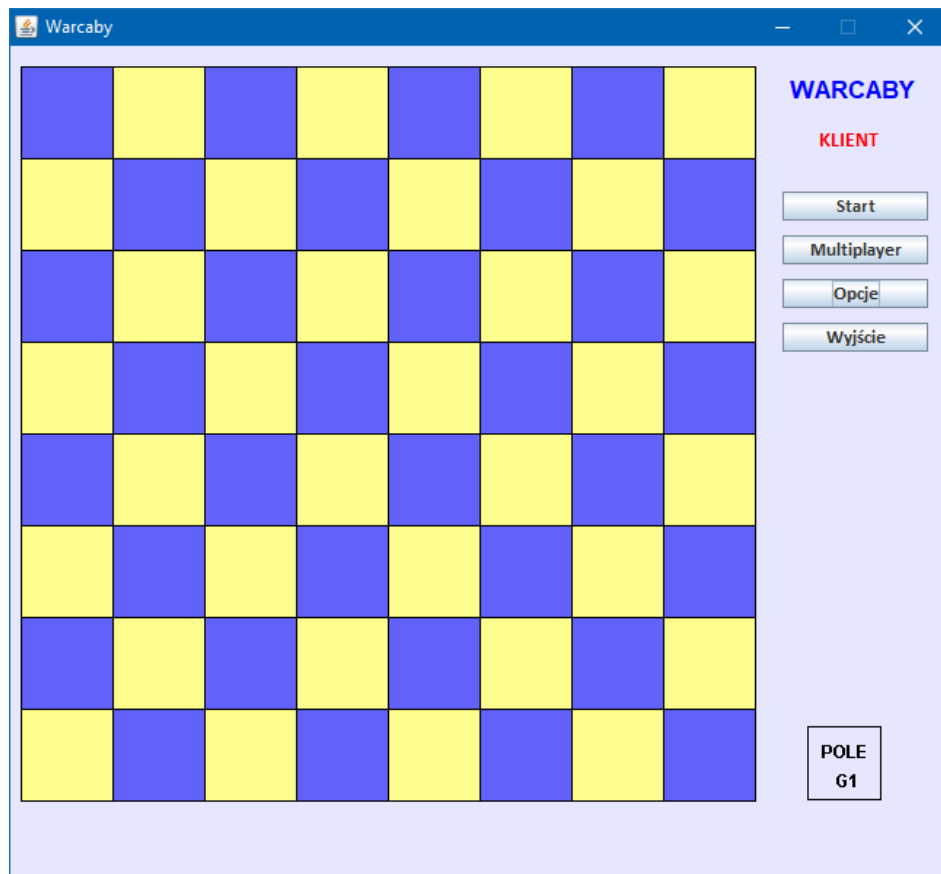 Warcaby
WARCABY
KLIENT
Start
Multiplayer
Opcje
Wyjście
POLE
G1